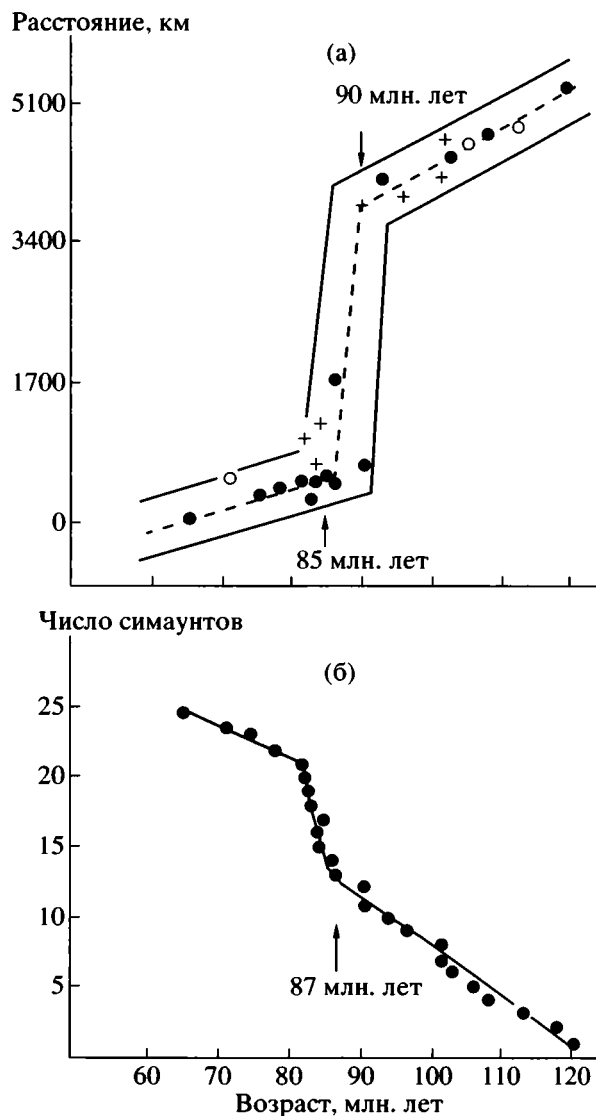 Расстояние, км
(а)
5100
90 млн. лет
3400
1700
0
85 млн. лет
Число симаунтов
(б)
25
20
15
10
5
87 млн. лет
60 70 80 90 100 110 120
Возраст, млн. лет